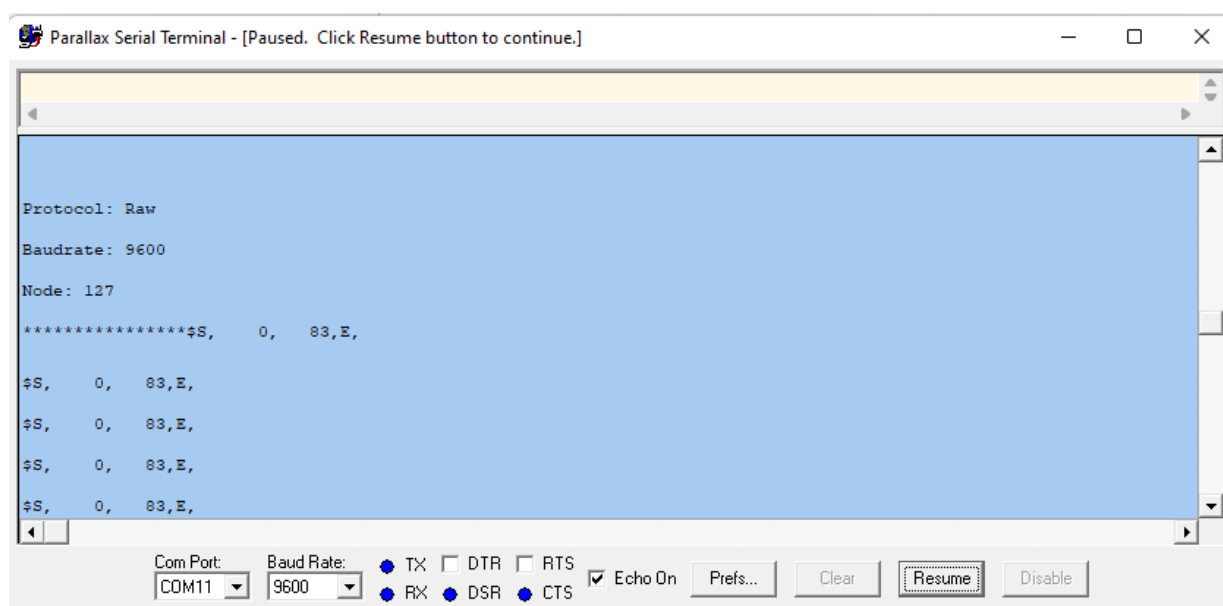 Parallax Serial Terminal - [Paused. Click Resume button to continue.]
Protocol: Raw
Baudrate: 9600
Node: 127
****************$S,    0,   83,E,
$S,    0,   83,E,
$S,    0,   83,E,
$S,    0,   83,E,
$S,    0,   83,E,
Com Port: Baud Rate: TX DTR RTS
COM11 9600 RX DSR CTS Echo On Prefs... Clear Resume Disable